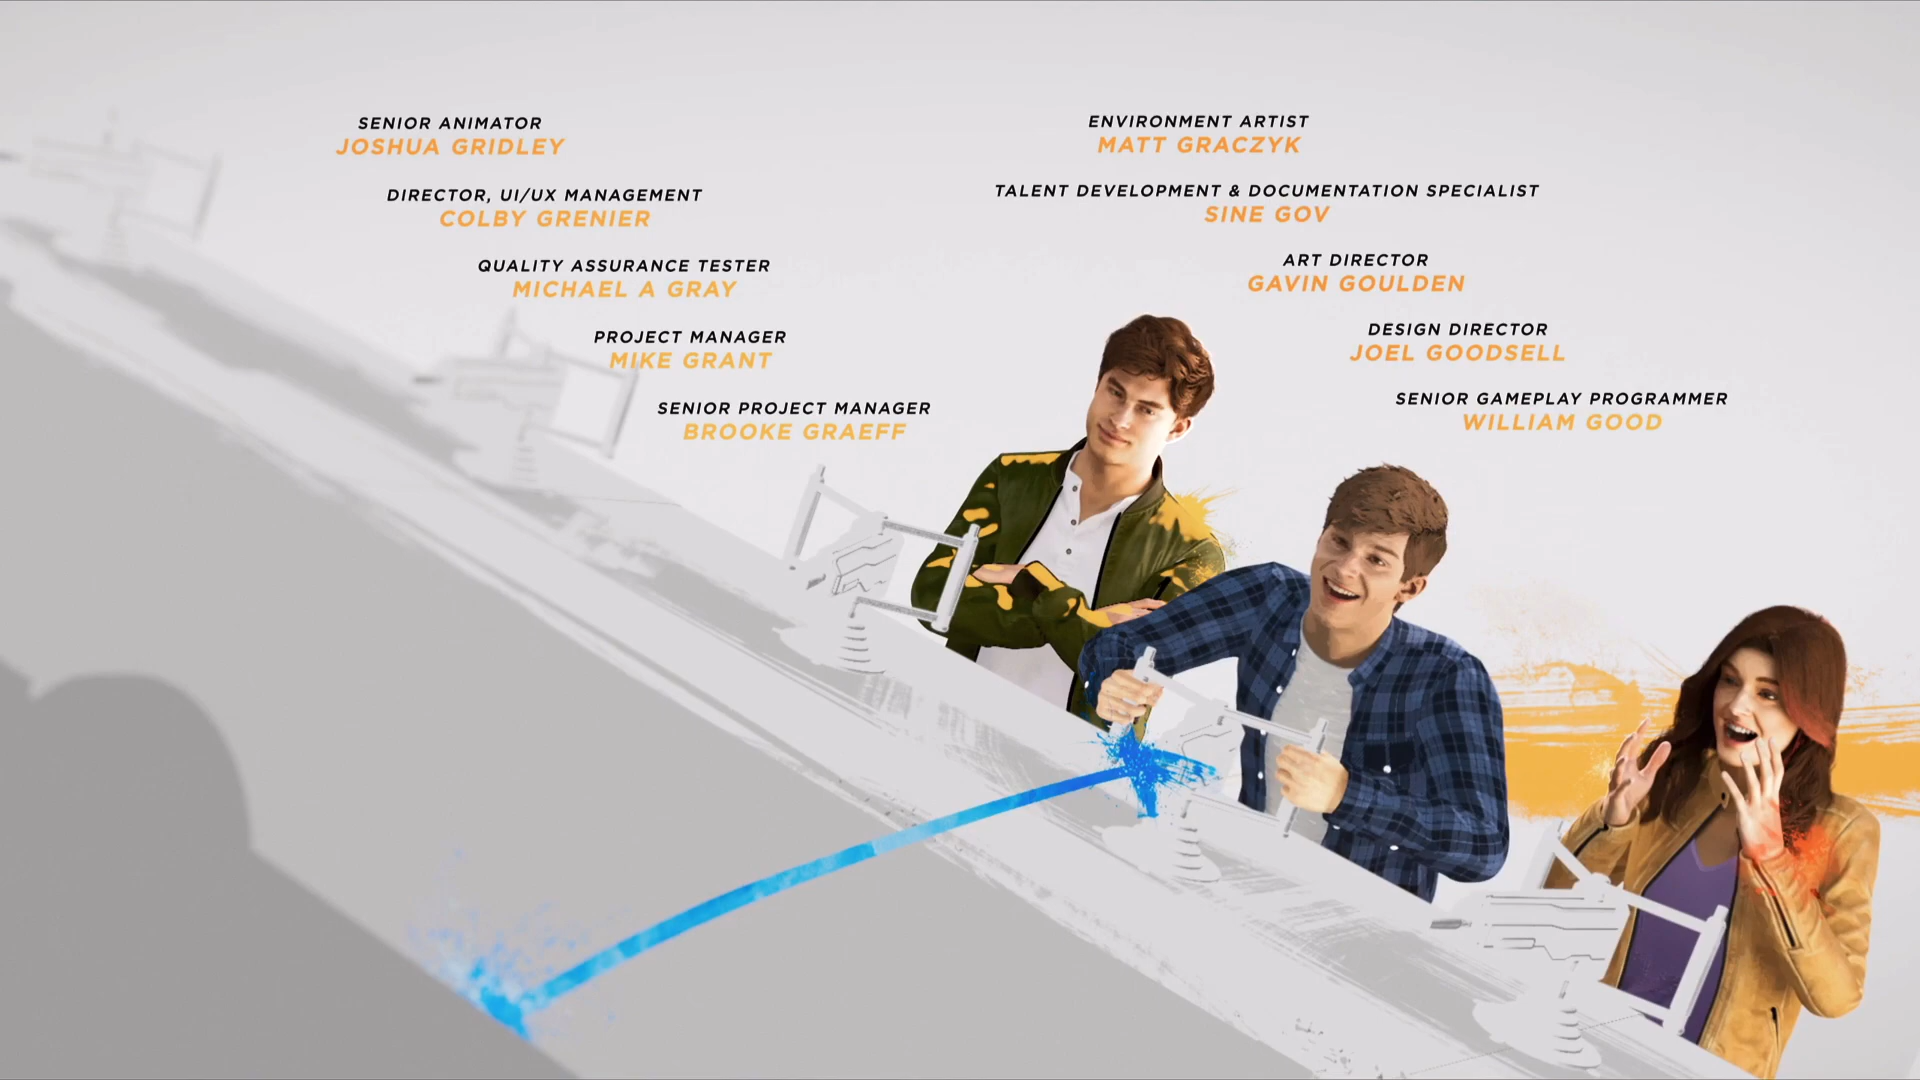 SENIOR ANIMATOR
JOSHUA GRIDLEY
DIRECTOR, UI/UX MANAGEMENT
COLBY GRENIER
QUALITY ASSURANCE TESTER
MICHAEL A GRAY
PROJECT MANAGER
MIKE GRANT
SENIOR PROJECT MANAGER
BROOKE GRAEFF
ENVIRONMENT ARTIST
MATT GRACZYK
TALENT DEVELOPMENT & DOCUMENTATION SPECIALIST
SINE GOV
ART DIRECTOR
GAVIN GOULDEN
DESIGN DIRECTOR
JOEL GOODSELL
SENIOR GAMEPLAY PROGRAMMER
WILLIAM GOOD